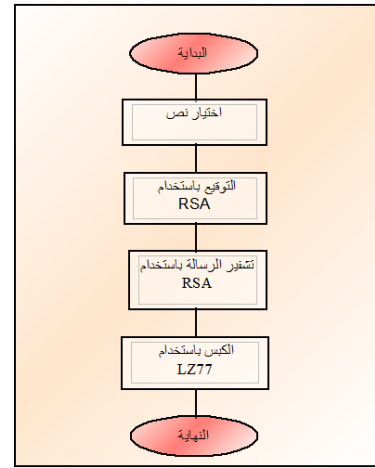 البداية
اختيار نص
التوقيع باستخدام
RSA
تشفير الرسالة باستخدام
RSA
الكبس باستخدام
LZ77
النهاية